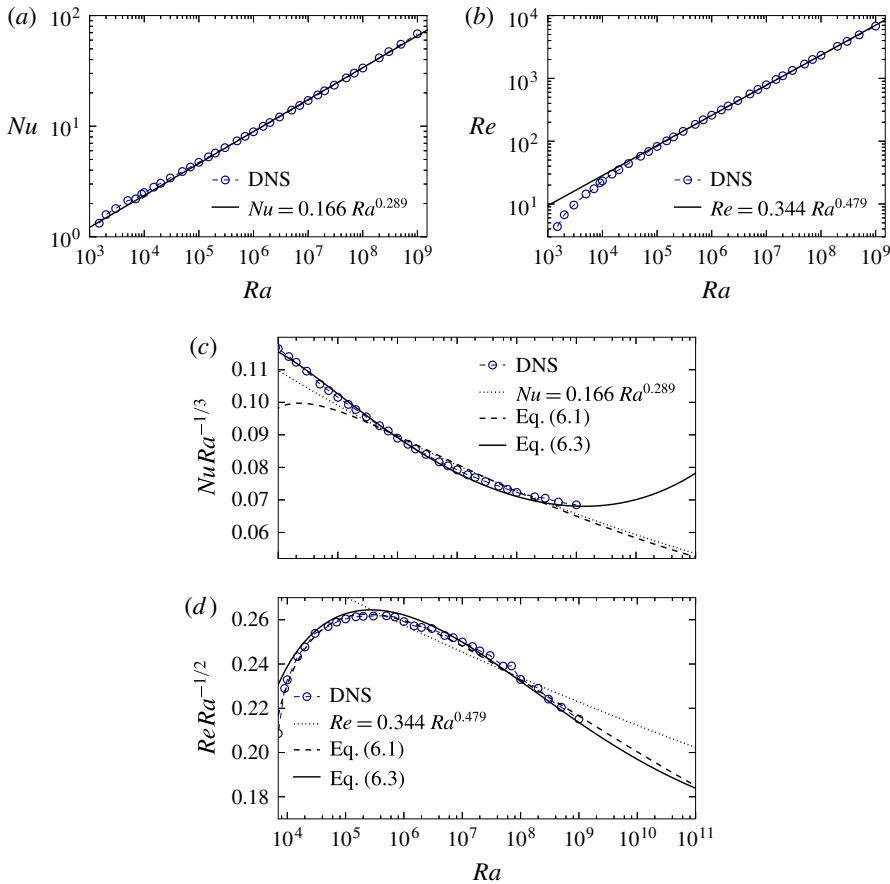 (a)
10^2
10^1
10^0
Nu
DNS
Nu = 0.166 Ra^0.289
10^3 10^4 10^5 10^6 10^7 10^8 10^9
Ra
(b)
10^4
10^3
10^2
10^1
Re
DNS
Re = 0.344 Ra^0.479
10^3 10^4 10^5 10^6 10^7 10^8 10^9
Ra
(c)
0.11
0.10
0.09
0.08
0.07
0.06
NuRa^−1/3
DNS
Nu = 0.166 Ra^0.289
Eq. (6.1)
Eq. (6.3)
(d)
0.26
0.24
0.22
0.20
0.18
ReRa^−1/2
DNS
Re = 0.344 Ra^0.479
Eq. (6.1)
Eq. (6.3)
10^4 10^5 10^6 10^7 10^8 10^9 10^10 10^11
Ra